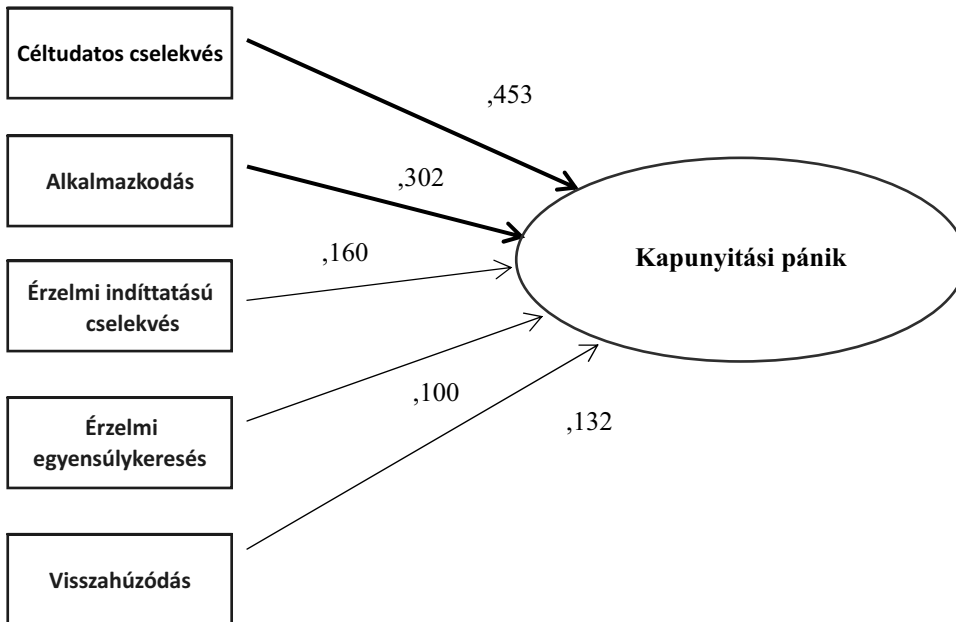 Céltudatos cselekvés
,453
Alkalmazkodás
,302
,160
Kapunyitási pánik
Érzelmi indíttatású
cselekvés
,100
,132
Érzelmi
egyensúlykeresés
Visszahúzódás